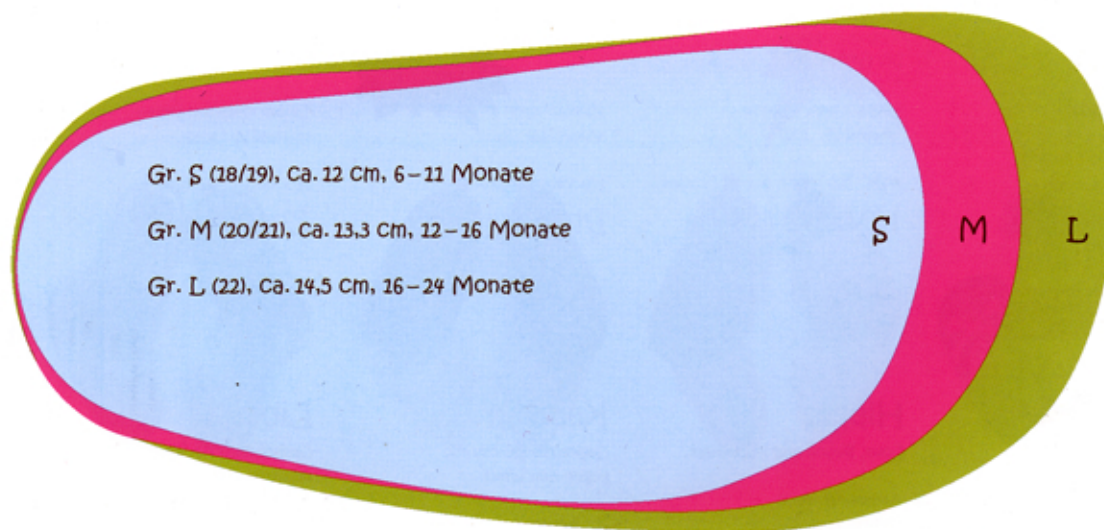 Gr. S (18/19), ca. 12 cm, 6–11 Monate
Gr. M (20/21), ca. 13,3 cm, 12–16 Monate
Gr. L (22), ca. 14,5 cm, 16–24 Monate
S M L